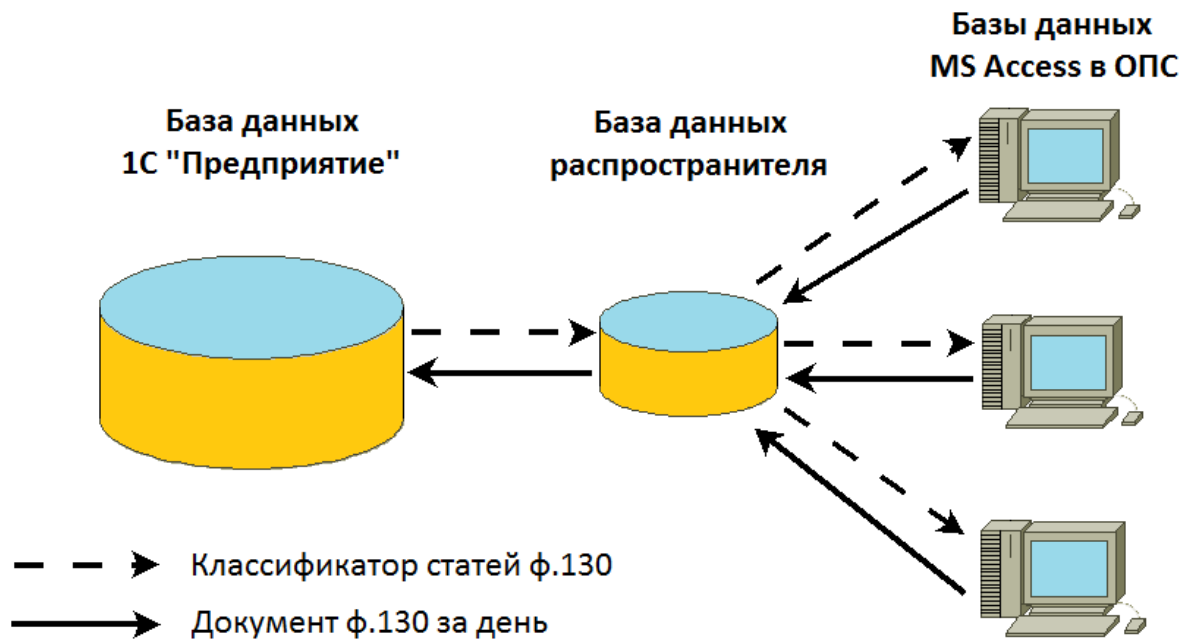 База данных
1С "Предприятие"
База данных
распространителя
Базы данных
MS Access в ОПС
Классификатор статей ф.130
Документ ф.130 за день